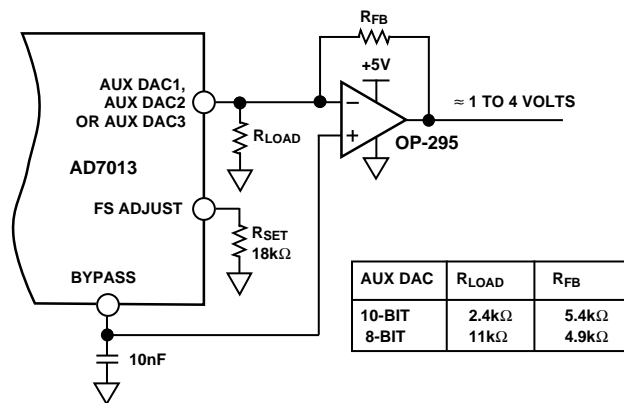 R_FB
+5V
AUX DAC1,
AUX DAC2
OR AUX DAC3
≈ 1 TO 4 VOLTS
−
+
R_LOAD
OP-295
AD7013
FS ADJUST
R_SET
18kΩ
BYPASS
10nF
AUX DAC R_LOAD R_FB
10-BIT 2.4kΩ 5.4kΩ
8-BIT 11kΩ 4.9kΩ